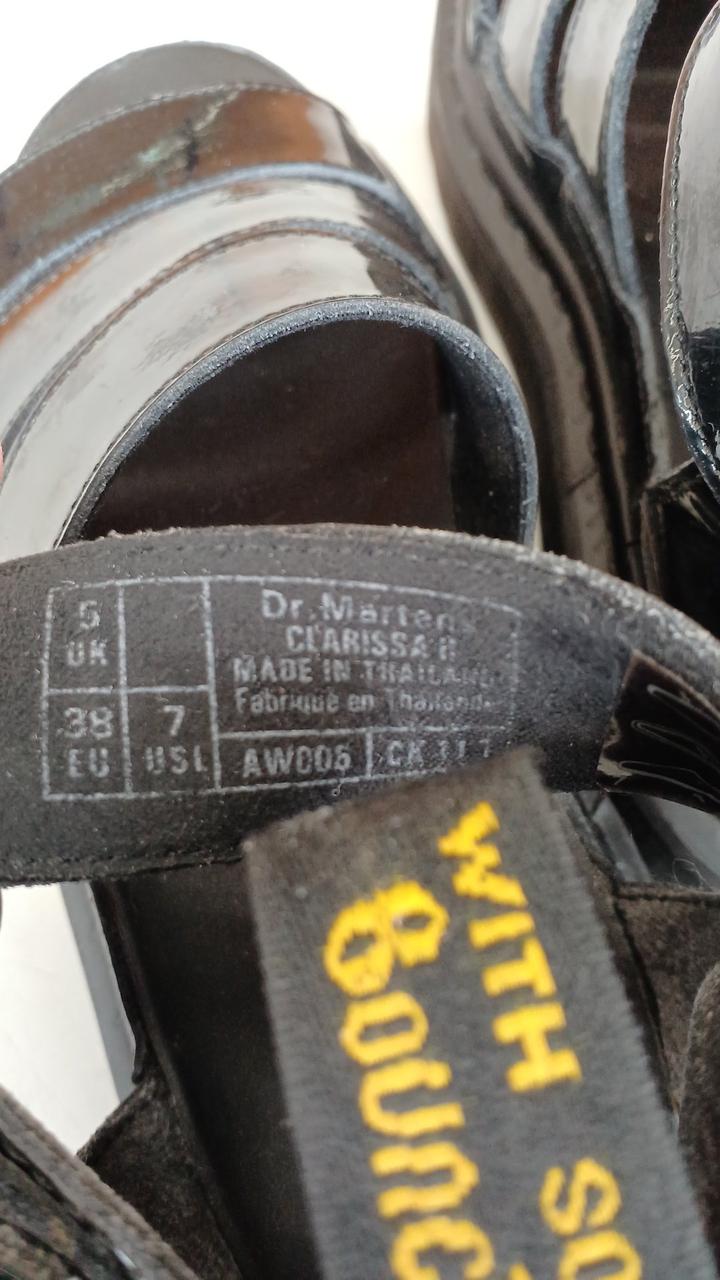 5
UK
38
EU
7
USL
Dr. Martens
CLARISSA II
MADE IN THAILAND
Fabriqué en Thaïlande
AW006
WITH SO
BOUNC